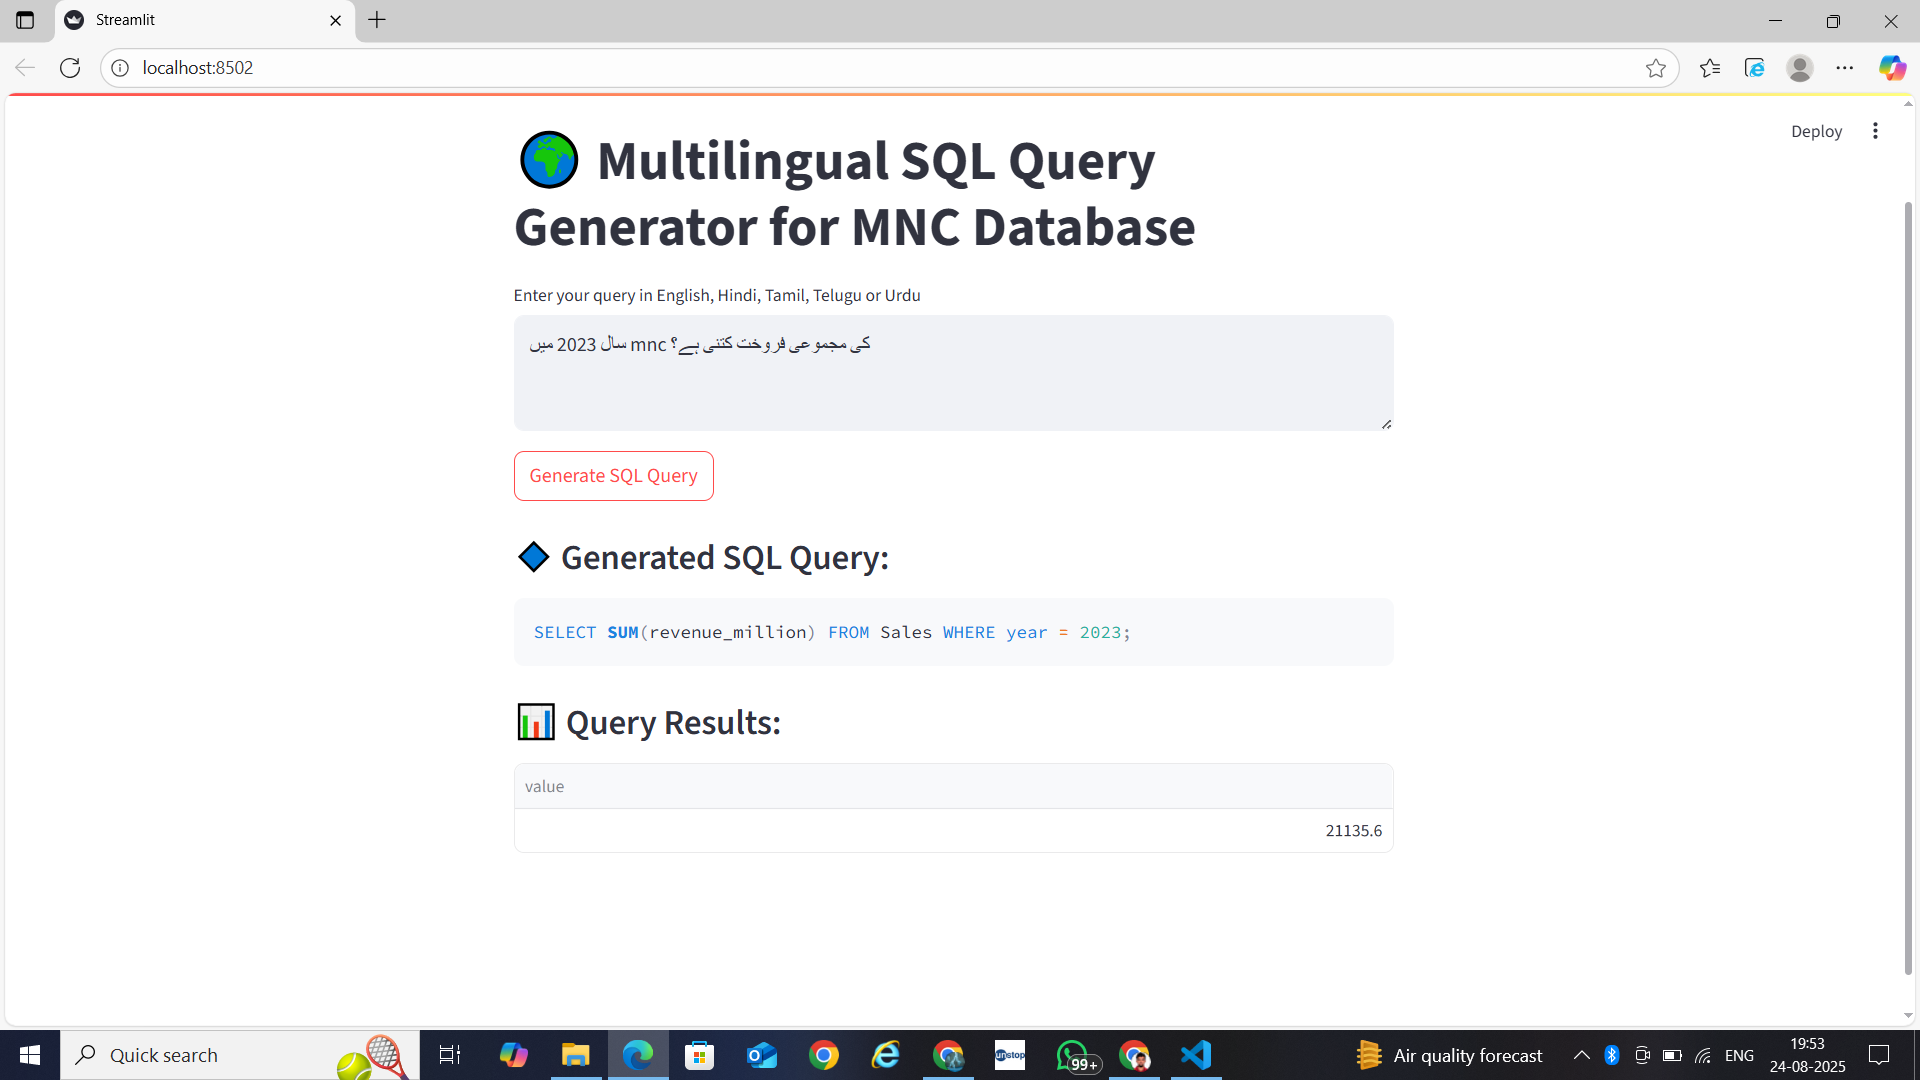 Streamlit
localhost:8502
Deploy
🌍 Multilingual SQL Query
Generator for MNC Database
Enter your query in English, Hindi, Tamil, Telugu or Urdu
سال 2023 میں mnc کی مجموعی فروخت کتنی ہے؟
Generate SQL Query
Generated SQL Query:
SELECT SUM(revenue_million) FROM Sales WHERE year = 2023;
📊 Query Results:
value
21135.6
Quick search
unstop
99+
Air quality forecast
ENG
19:53
24-08-2025